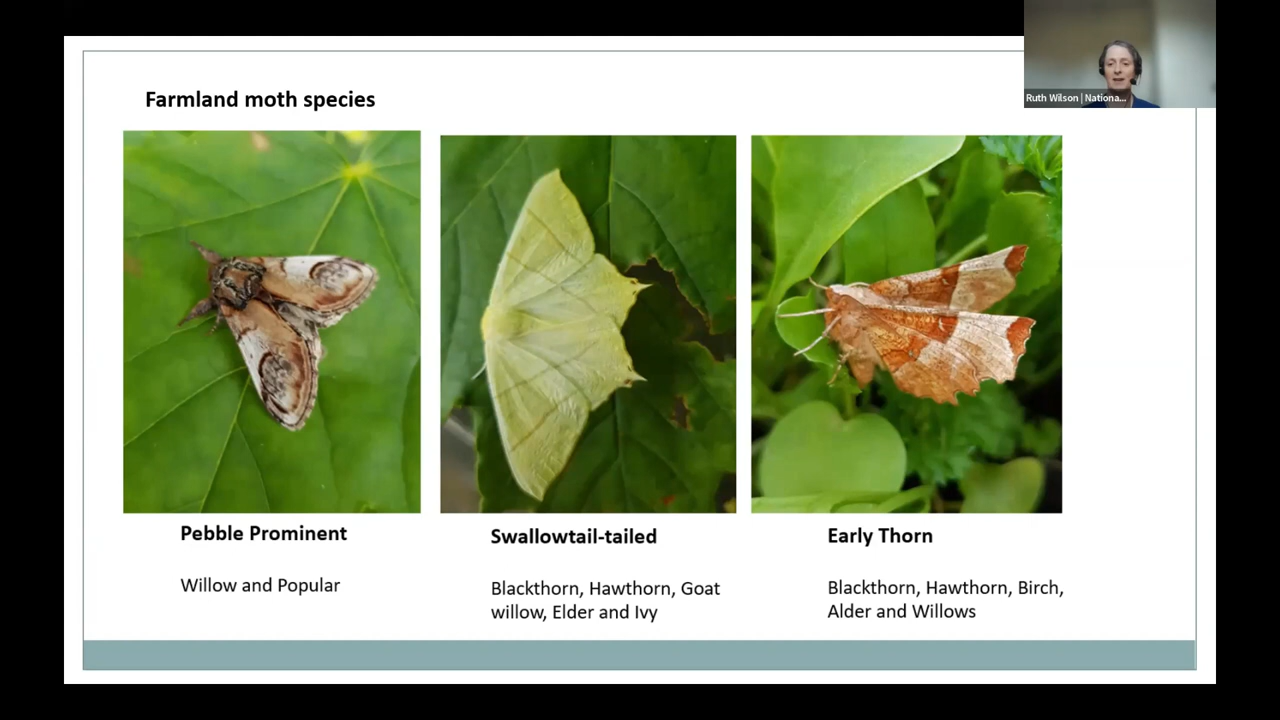 Ruth Wilson | Nationa...
Farmland moth species
Pebble Prominent
Willow and Popular
Swallowtail-tailed
Blackthorn, Hawthorn, Goat
willow, Elder and Ivy
Early Thorn
Blackthorn, Hawthorn, Birch,
Alder and Willows